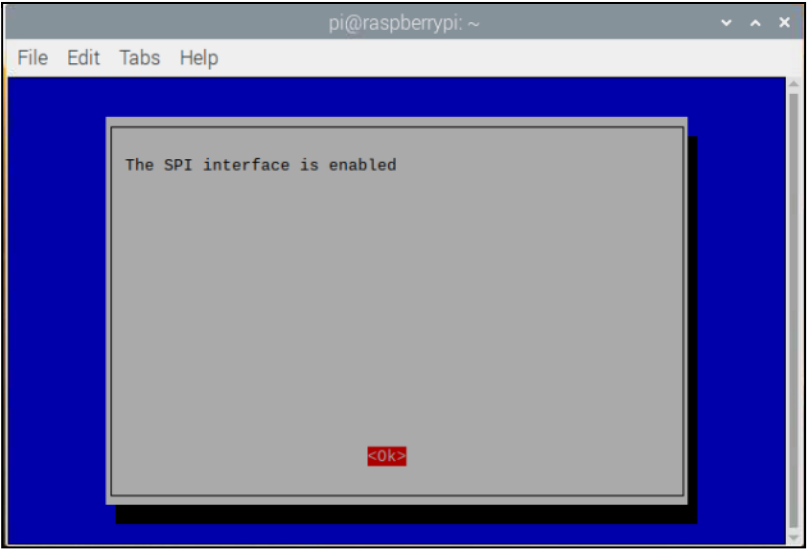 pi@raspberrypi: ~
File Edit Tabs Help
The SPI interface is enabled
<Ok>